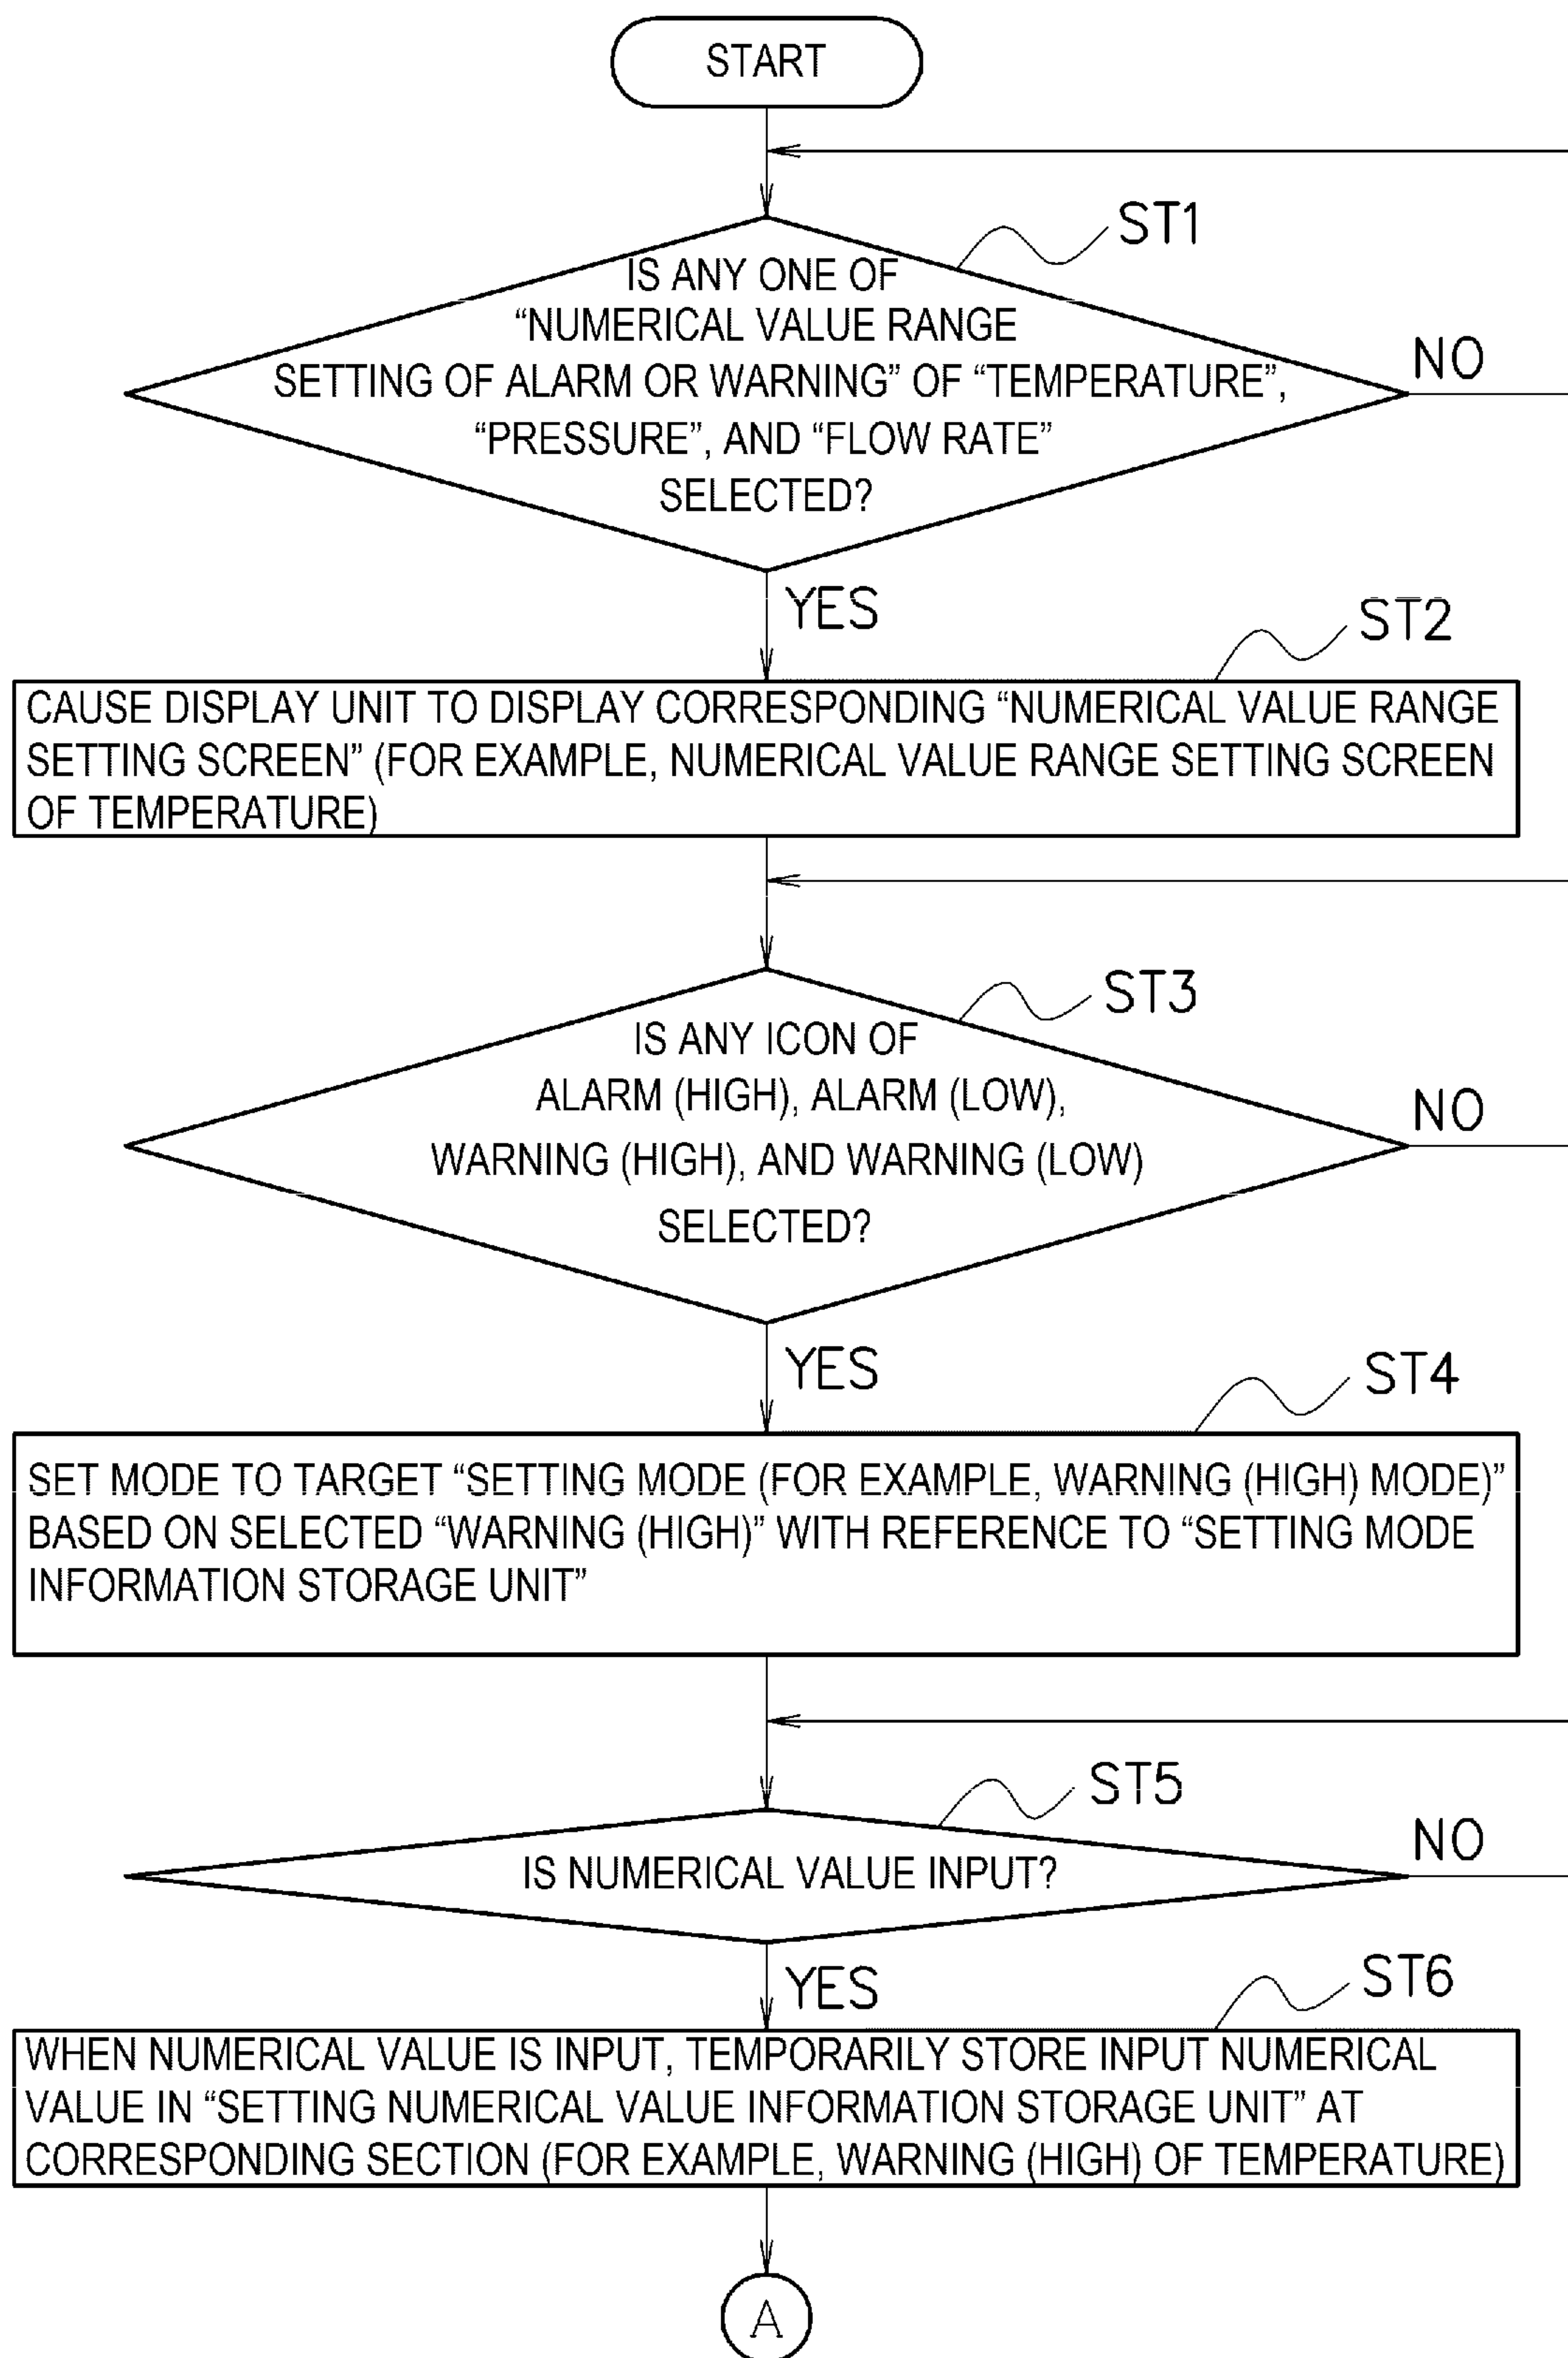 START
ST1
IS ANY ONE OF
“NUMERICAL VALUE RANGE
SETTING OF ALARM OR WARNING” OF “TEMPERATURE”,
“PRESSURE”, AND “FLOW RATE”
SELECTED?
NO
YES
ST2
CAUSE DISPLAY UNIT TO DISPLAY CORRESPONDING “NUMERICAL VALUE RANGE
SETTING SCREEN” (FOR EXAMPLE, NUMERICAL VALUE RANGE SETTING SCREEN
OF TEMPERATURE)
ST3
IS ANY ICON OF
ALARM (HIGH), ALARM (LOW),
WARNING (HIGH), AND WARNING (LOW)
SELECTED?
NO
YES
ST4
SET MODE TO TARGET “SETTING MODE (FOR EXAMPLE, WARNING (HIGH) MODE)”
BASED ON SELECTED “WARNING (HIGH)” WITH REFERENCE TO “SETTING MODE
INFORMATION STORAGE UNIT”
ST5
IS NUMERICAL VALUE INPUT?
NO
YES
ST6
WHEN NUMERICAL VALUE IS INPUT, TEMPORARILY STORE INPUT NUMERICAL
VALUE IN “SETTING NUMERICAL VALUE INFORMATION STORAGE UNIT” AT
CORRESPONDING SECTION (FOR EXAMPLE, WARNING (HIGH) OF TEMPERATURE)
A